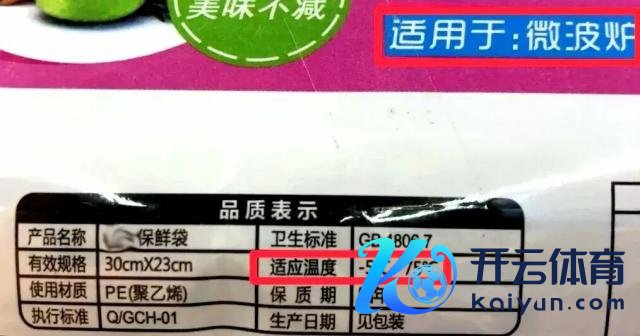 美味不减
适用于:微波炉
品质表示
产品名称 保鲜袋 卫生标准 GB 4806.7
有效规格 30cmX23cm 适应温度
使用材质 PE(聚乙烯) 保质期
执行标准 Q/GCH-01 生产日期 见包装
开云体育
kaiyun.com